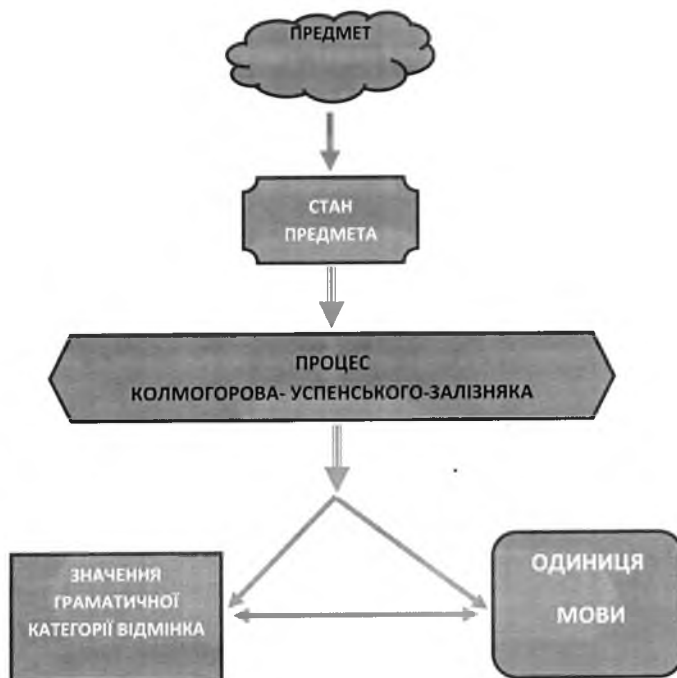 ПРЕДМЕТ
СТАН
ПРЕДМЕТА
ПРОЦЕС
КОЛМОГОРОВА- УСПЕНСЬКОГО-ЗАЛІЗНЯКА
ЗНАЧЕННЯ
ГРАМАТИЧНОЇ
КАТЕГОРІЇ ВІДМІНКА
ОДИНИЦЯ
МОВИ